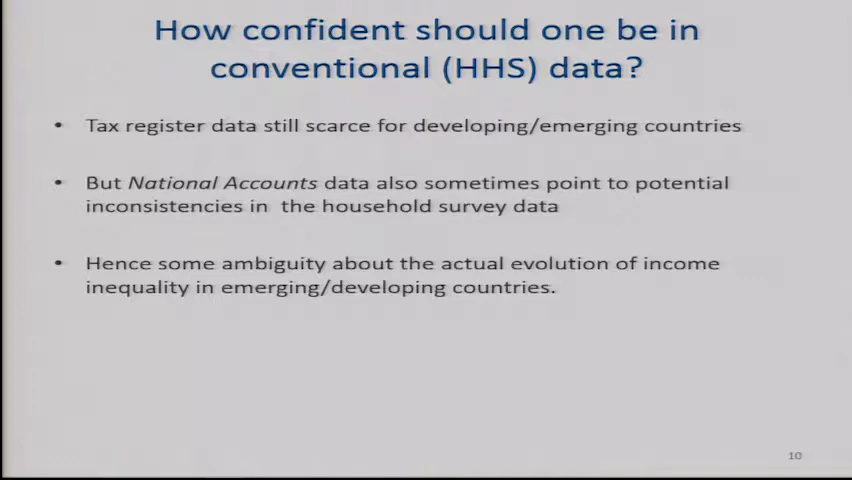 How confident should one be in
conventional (HHS) data?
• Tax register data still scarce for developing/emerging countries
• But National Accounts data also sometimes point to potential
inconsistencies in the household survey data
• Hence some ambiguity about the actual evolution of income
inequality in emerging/developing countries.
10